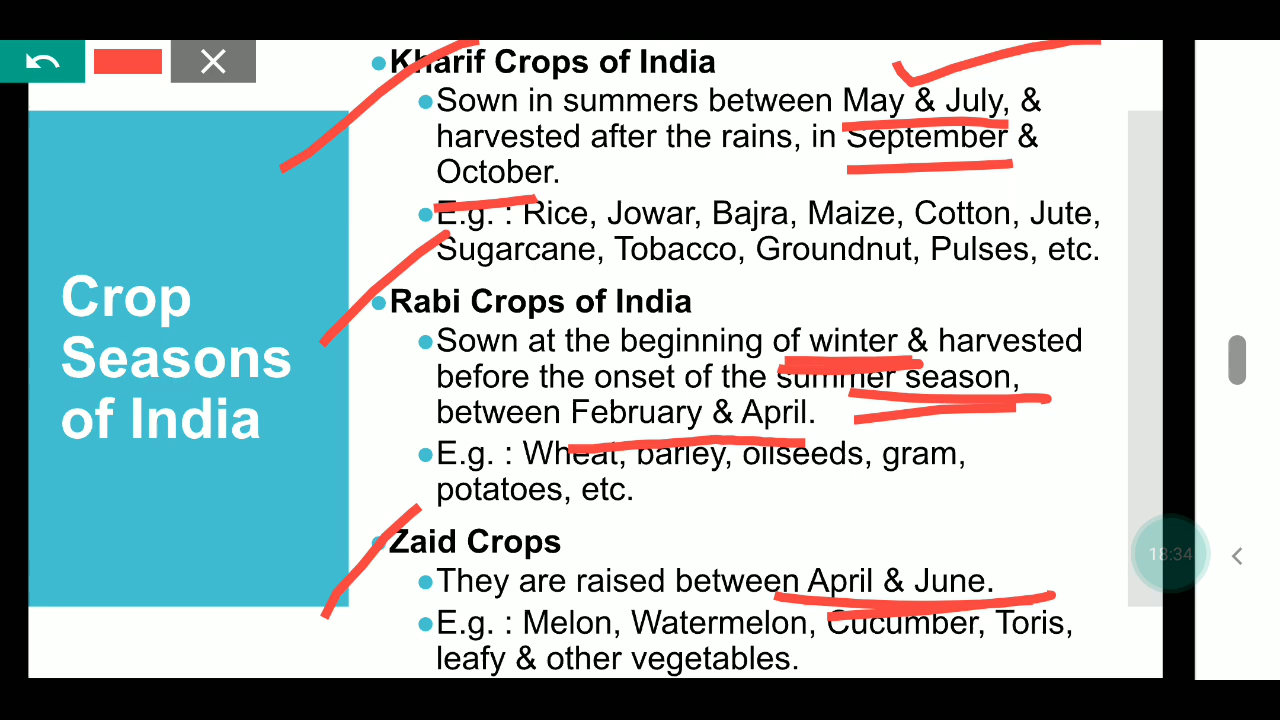 Crop
Seasons
of India
Kharif Crops of India
Sown in summers between May & July, &
harvested after the rains, in September &
October.
E.g. : Rice, Jowar, Bajra, Maize, Cotton, Jute,
Sugarcane, Tobacco, Groundnut, Pulses, etc.
Rabi Crops of India
Sown at the beginning of winter & harvested
before the onset of the summer season,
between February & April.
E.g. : Wheat, barley, oilseeds, gram,
potatoes, etc.
Zaid Crops
They are raised between April & June.
E.g. : Melon, Watermelon, Cucumber, Toris,
leafy & other vegetables.
18:34